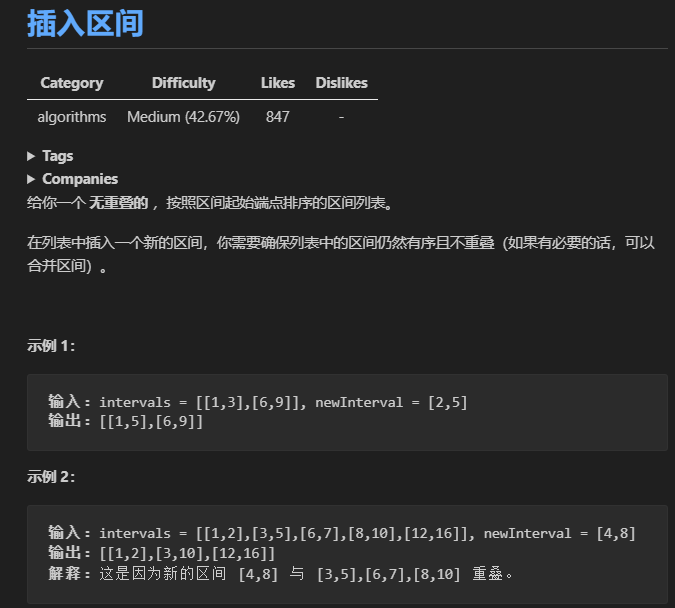 插入区间
Category Difficulty Likes Dislikes
algorithms Medium (42.67%) 847 -
▶ Tags
▶ Companies
给你一个 无重叠的 ，按照区间起始端点排序的区间列表。
在列表中插入一个新的区间，你需要确保列表中的区间仍然有序且不重叠（如果有必要的话，可以
合并区间）。
示例 1：
输入：intervals = [[1,3],[6,9]], newInterval = [2,5]
输出：[[1,5],[6,9]]
示例 2：
输入：intervals = [[1,2],[3,5],[6,7],[8,10],[12,16]], newInterval = [4,8]
输出：[[1,2],[3,10],[12,16]]
解释：这是因为新的区间 [4,8] 与 [3,5],[6,7],[8,10] 重叠。